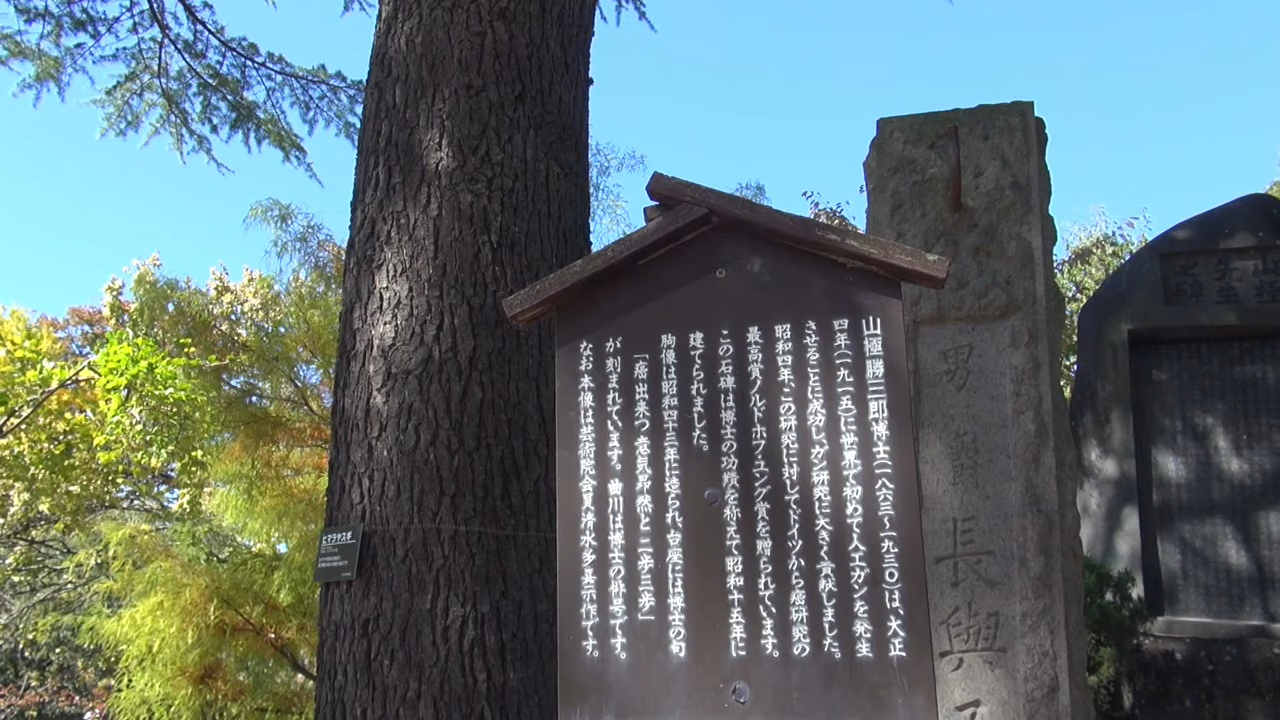 山極勝三郎博士(一八六三〜一九三〇)は、大正
四年(一九一五)に世界で初めて人工ガンを発生
させることに成功し、ガン研究に大きく貢献しました。
昭和四年、この研究に対してドイツから癌研究の
最高賞ノルドホフ・ユング賞を贈られています。
この石碑は博士の功績を称えて昭和十五年に
建てられました。
胸像は昭和四十三年に造られ、台座には博士の句
「癌出来つ意気昂然と二歩三歩」
が刻まれています。曲川は博士の俳号です。
なお本像は芸術院会員清水多嘉示作です。
男爵長與
山極
先生
之碑
ヒマラヤスギ